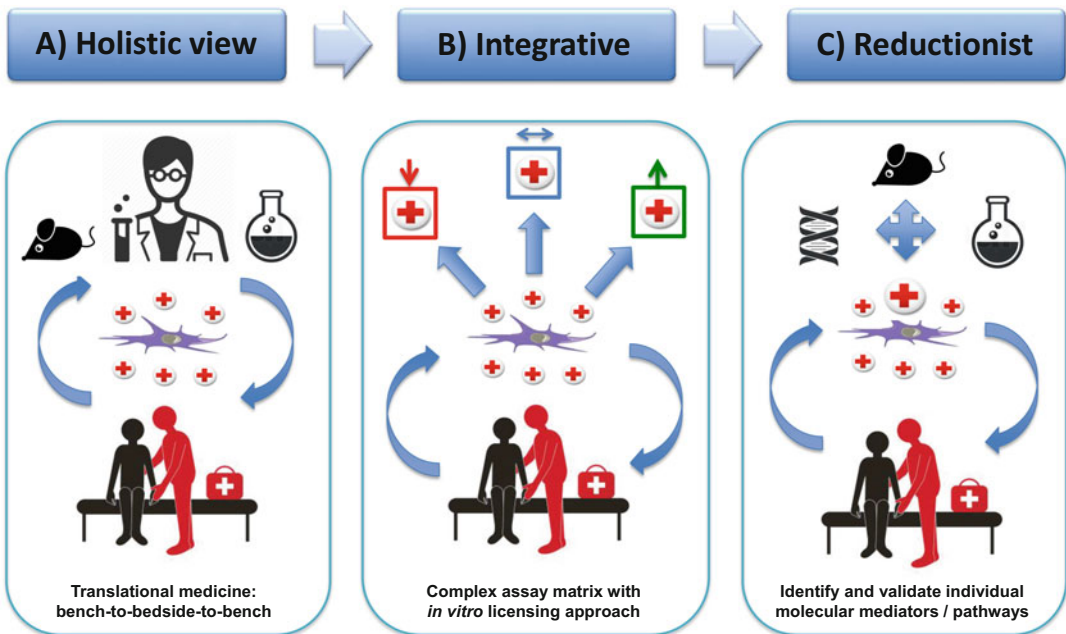 A) Holistic view
B) Integrative
C) Reductionist
Translational medicine:
bench-to-bedside-to-bench
Complex assay matrix with
in vitro licensing approach
Identify and validate individual
molecular mediators / pathways